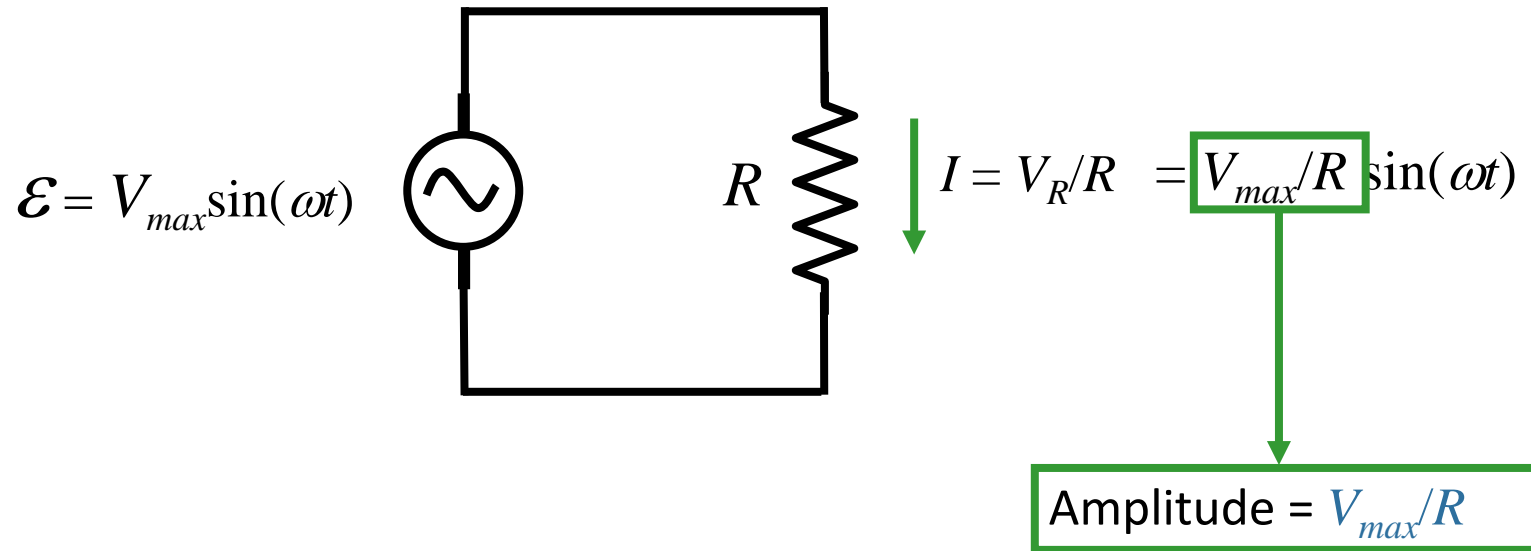 ε = V_max sin(ωt)
R
I = V_R/R = V_max/R sin(ωt)
Amplitude = V_max/R